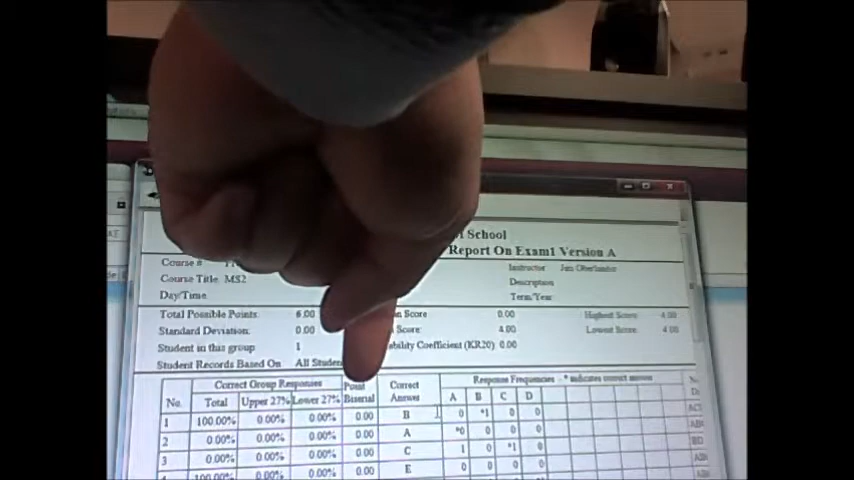 of School
Report On Exam1 Version A
Course #
Instructor
Course Title MS2
Description
Day/Time
Term/Year
Total Possible Points 6.00 Score 0.00 Highest Score 4.00
Standard Deviation: 0.00 Score 4.00 Lowest Score 4.00
Student in this group 1 Coefficient (KR20) 0.00
Student Records Based On All Students
Correct Group Responses Point Correct Response Frequencies - * indicates correct answer
No. Total Upper 27% Lower 27% Biserial Answer A B C D
1 100.00% 0.00% 0.00% 0.00 B 0 *1 0 0
2 0.00% 0.00% 0.00% 0.00 A *0 0 0 0
3 0.00% 0.00% 0.00% 0.00 C 1 0 *1 0
100.00% 0.00% 0.00% 0.00 E 0 0 0 0